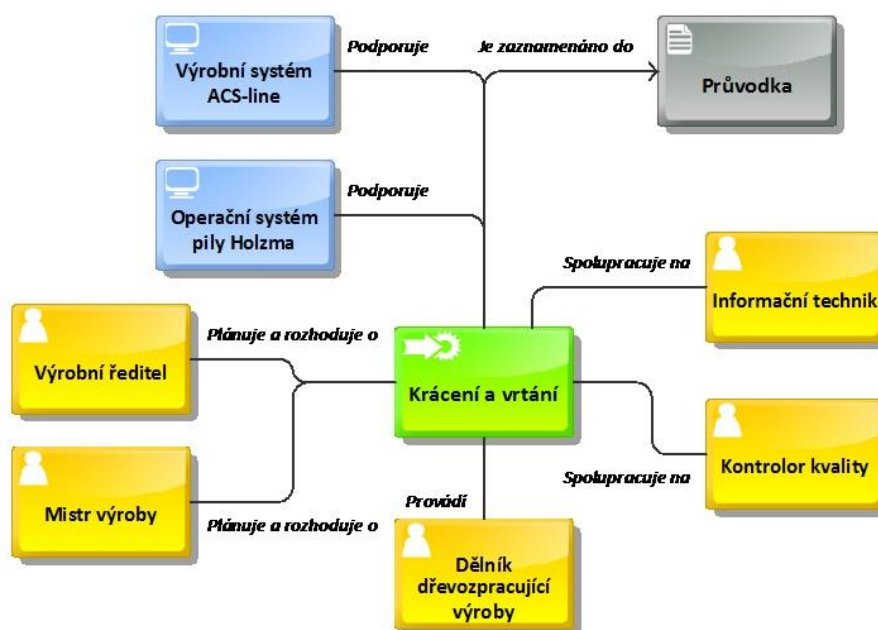 Podporuje
Je zaznamenáno do
Výrobní systém
ACS-line
Průvodka
Podporuje
Operační systém
pily Holzma
Spolupracuje na
Informační technik
Plánuje a rozhoduje o
Výrobní ředitel
Krácení a vrtání
Kontrolor kvality
Spolupracuje na
Mistr výroby
Plánuje a rozhoduje o
Provádí
Dělník
dřevozpracující
výroby